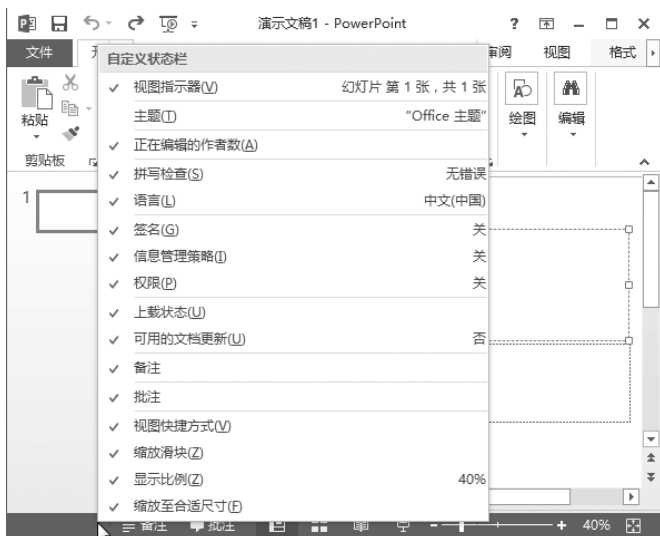 演示文稿1 - PowerPoint
?
文件
审阅
视图
格式
自定义状态栏
视图指示器(V) 幻灯片 第 1 张，共 1 张
主题(T) “Office 主题”
正在编辑的作者数(A)
拼写检查(S) 无错误
语言(L) 中文(中国)
签名(G) 关
信息管理策略(I) 关
权限(P) 关
上载状态(U)
可用的文档更新(U) 否
备注
批注
视图快捷方式(V)
缩放滑块(Z)
显示比例(Z) 40%
缩放至合适尺寸(F)
粘贴
剪贴板
绘图
编辑
1
备注
批注
40%